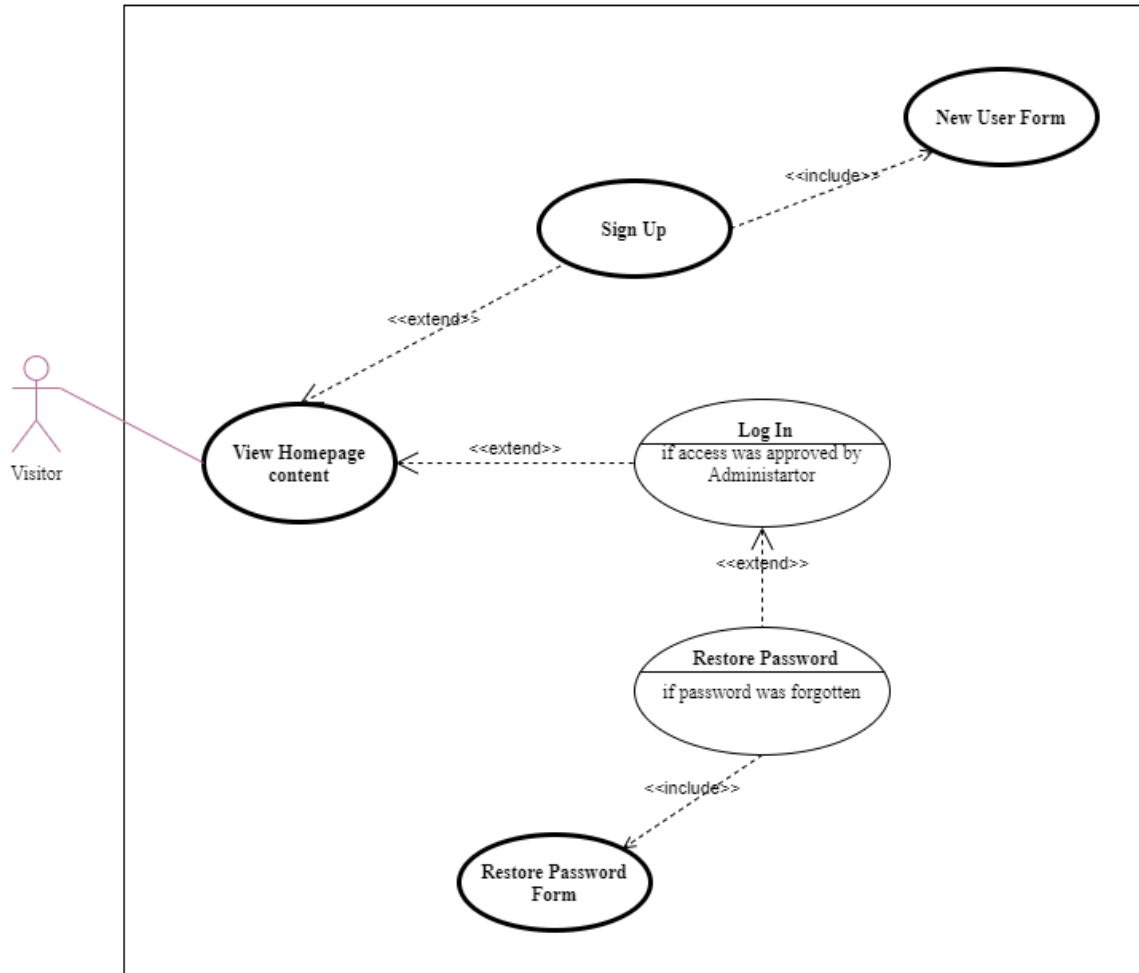 New User Form
<<include>>
Sign Up
<<extend>>
Visitor
View Homepage
content
<<extend>>
Log In
if access was approved by
Administartor
<<extend>>
Restore Password
if password was forgotten
<<include>>
Restore Password
Form